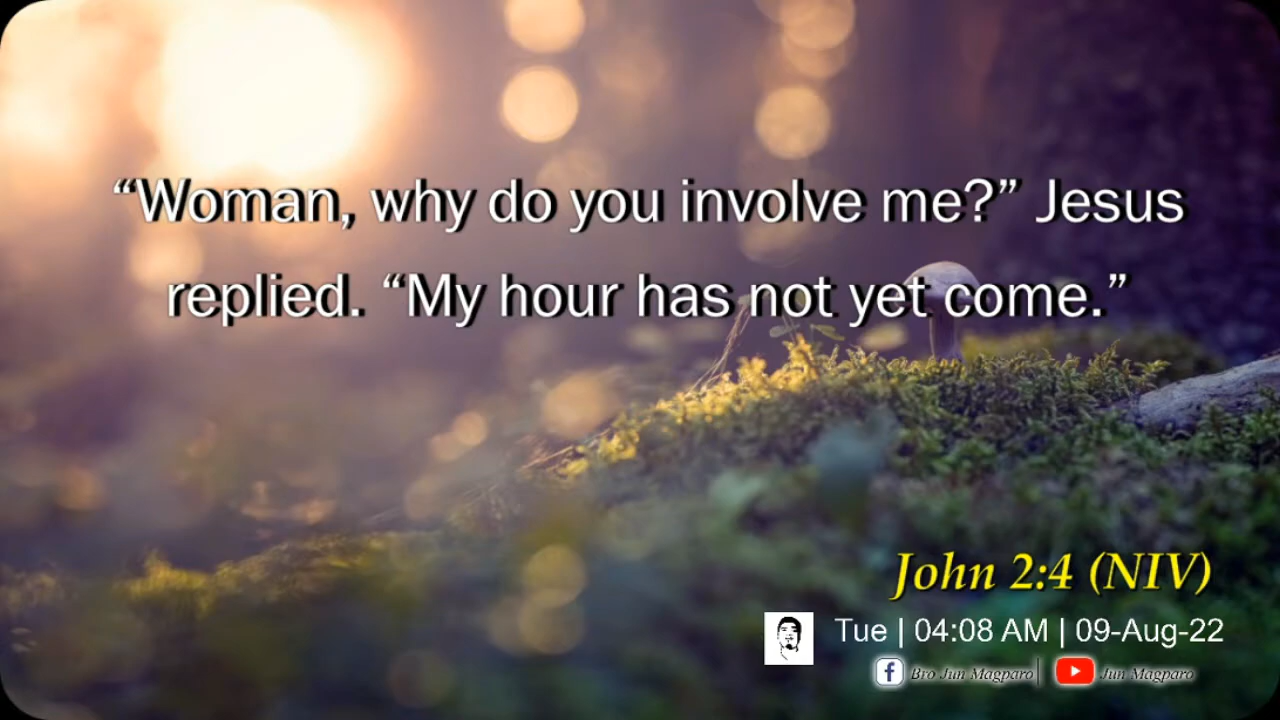 “Woman, why do you involve me?” Jesus
replied. “My hour has not yet come.”
John 2:4 (NIV)
Tue | 04:08 AM | 09-Aug-22
Bro Jun Magparo | Jun Magparo